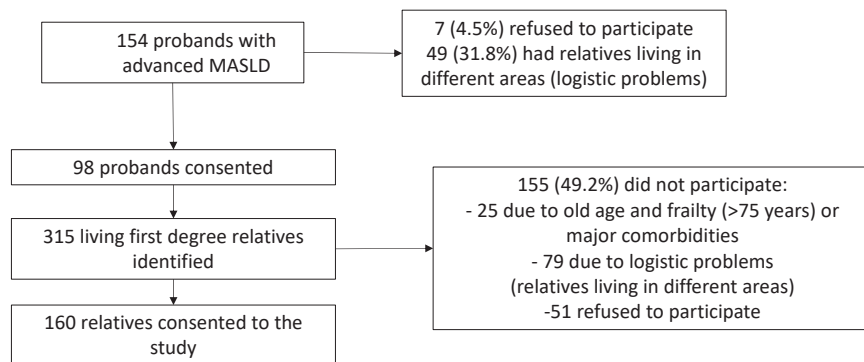 154 probands with
advanced MASLD
7 (4.5%) refused to participate
49 (31.8%) had relatives living in
different areas (logistic problems)
98 probands consented
315 living first degree relatives
identified
155 (49.2%) did not participate:
- 25 due to old age and frailty (>75 years) or
major comorbidities
- 79 due to logistic problems
(relatives living in different areas)
-51 refused to participate
160 relatives consented to the
study